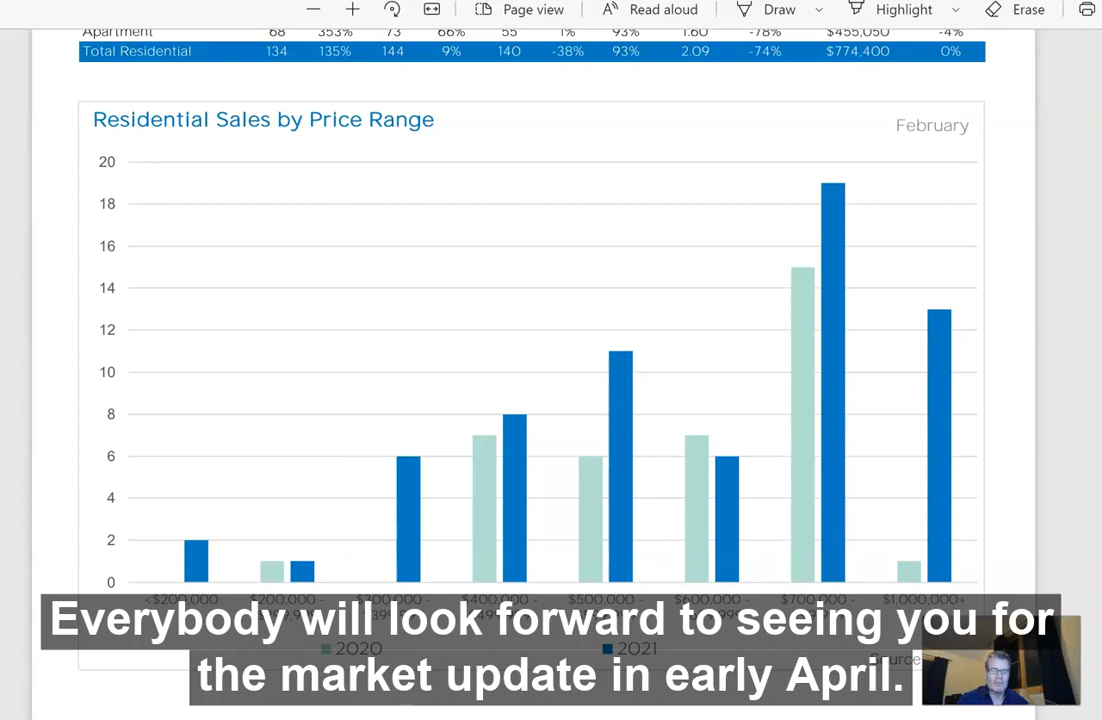 Page view
Read aloud
Draw
Highlight
Erase
Apartment 68 353% 73 66% 55 1% 93% 1.60 -78% $455,050 -4%
Total Residential 134 135% 144 9% 140 -38% 93% 2.09 -74% $774,400 0%
Residential Sales by Price Range
February
20
18
16
14
12
10
8
6
4
2
0
<$200,000 $200,000 - $300,000 - $400,000 - $500,000 - $600,000 - $700,000 - $1,000,000+
2020 2021
Source
Everybody will look forward to seeing you for
the market update in early April.